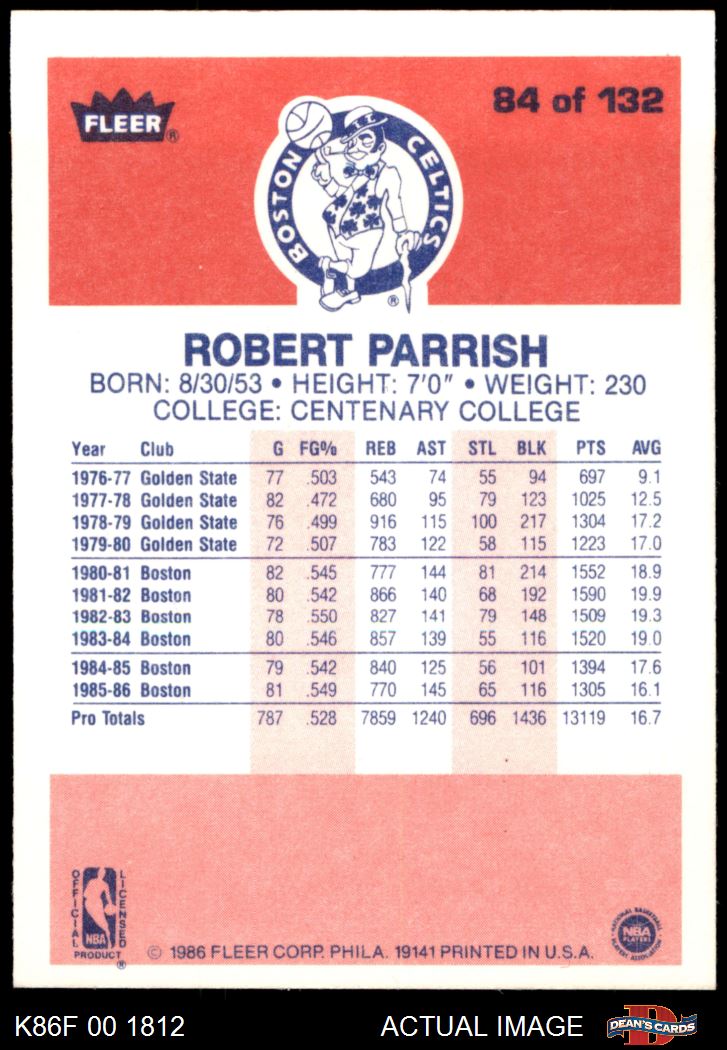 FLEER®
84 of 132
BOSTON CELTICS
®
ROBERT PARRISH
BORN: 8/30/53 • HEIGHT: 7'0" • WEIGHT: 230
COLLEGE: CENTENARY COLLEGE
Year Club G FG% REB AST STL BLK PTS AVG
1976-77 Golden State 77 .503 543 74 55 94 697 9.1
1977-78 Golden State 82 .472 680 95 79 123 1025 12.5
1978-79 Golden State 76 .499 916 115 100 217 1304 17.2
1979-80 Golden State 72 .507 783 122 58 115 1223 17.0
1980-81 Boston 82 .545 777 144 81 214 1552 18.9
1981-82 Boston 80 .542 866 140 68 192 1590 19.9
1982-83 Boston 78 .550 827 141 79 148 1509 19.3
1983-84 Boston 80 .546 857 139 55 116 1520 19.0
1984-85 Boston 79 .542 840 125 56 101 1394 17.6
1985-86 Boston 81 .549 770 145 65 116 1305 16.1
Pro Totals 787 .528 7859 1240 696 1436 13119 16.7
OFFICIAL LICENSED
NBA
PRODUCT®
© 1986 FLEER CORP. PHILA. 19141 PRINTED IN U.S.A.
NATIONAL BASKETBALL
NBA
PLAYERS
PLAYERS ASSOCIATION
K86F 00 1812
ACTUAL IMAGE
D
DEAN'S CARDS